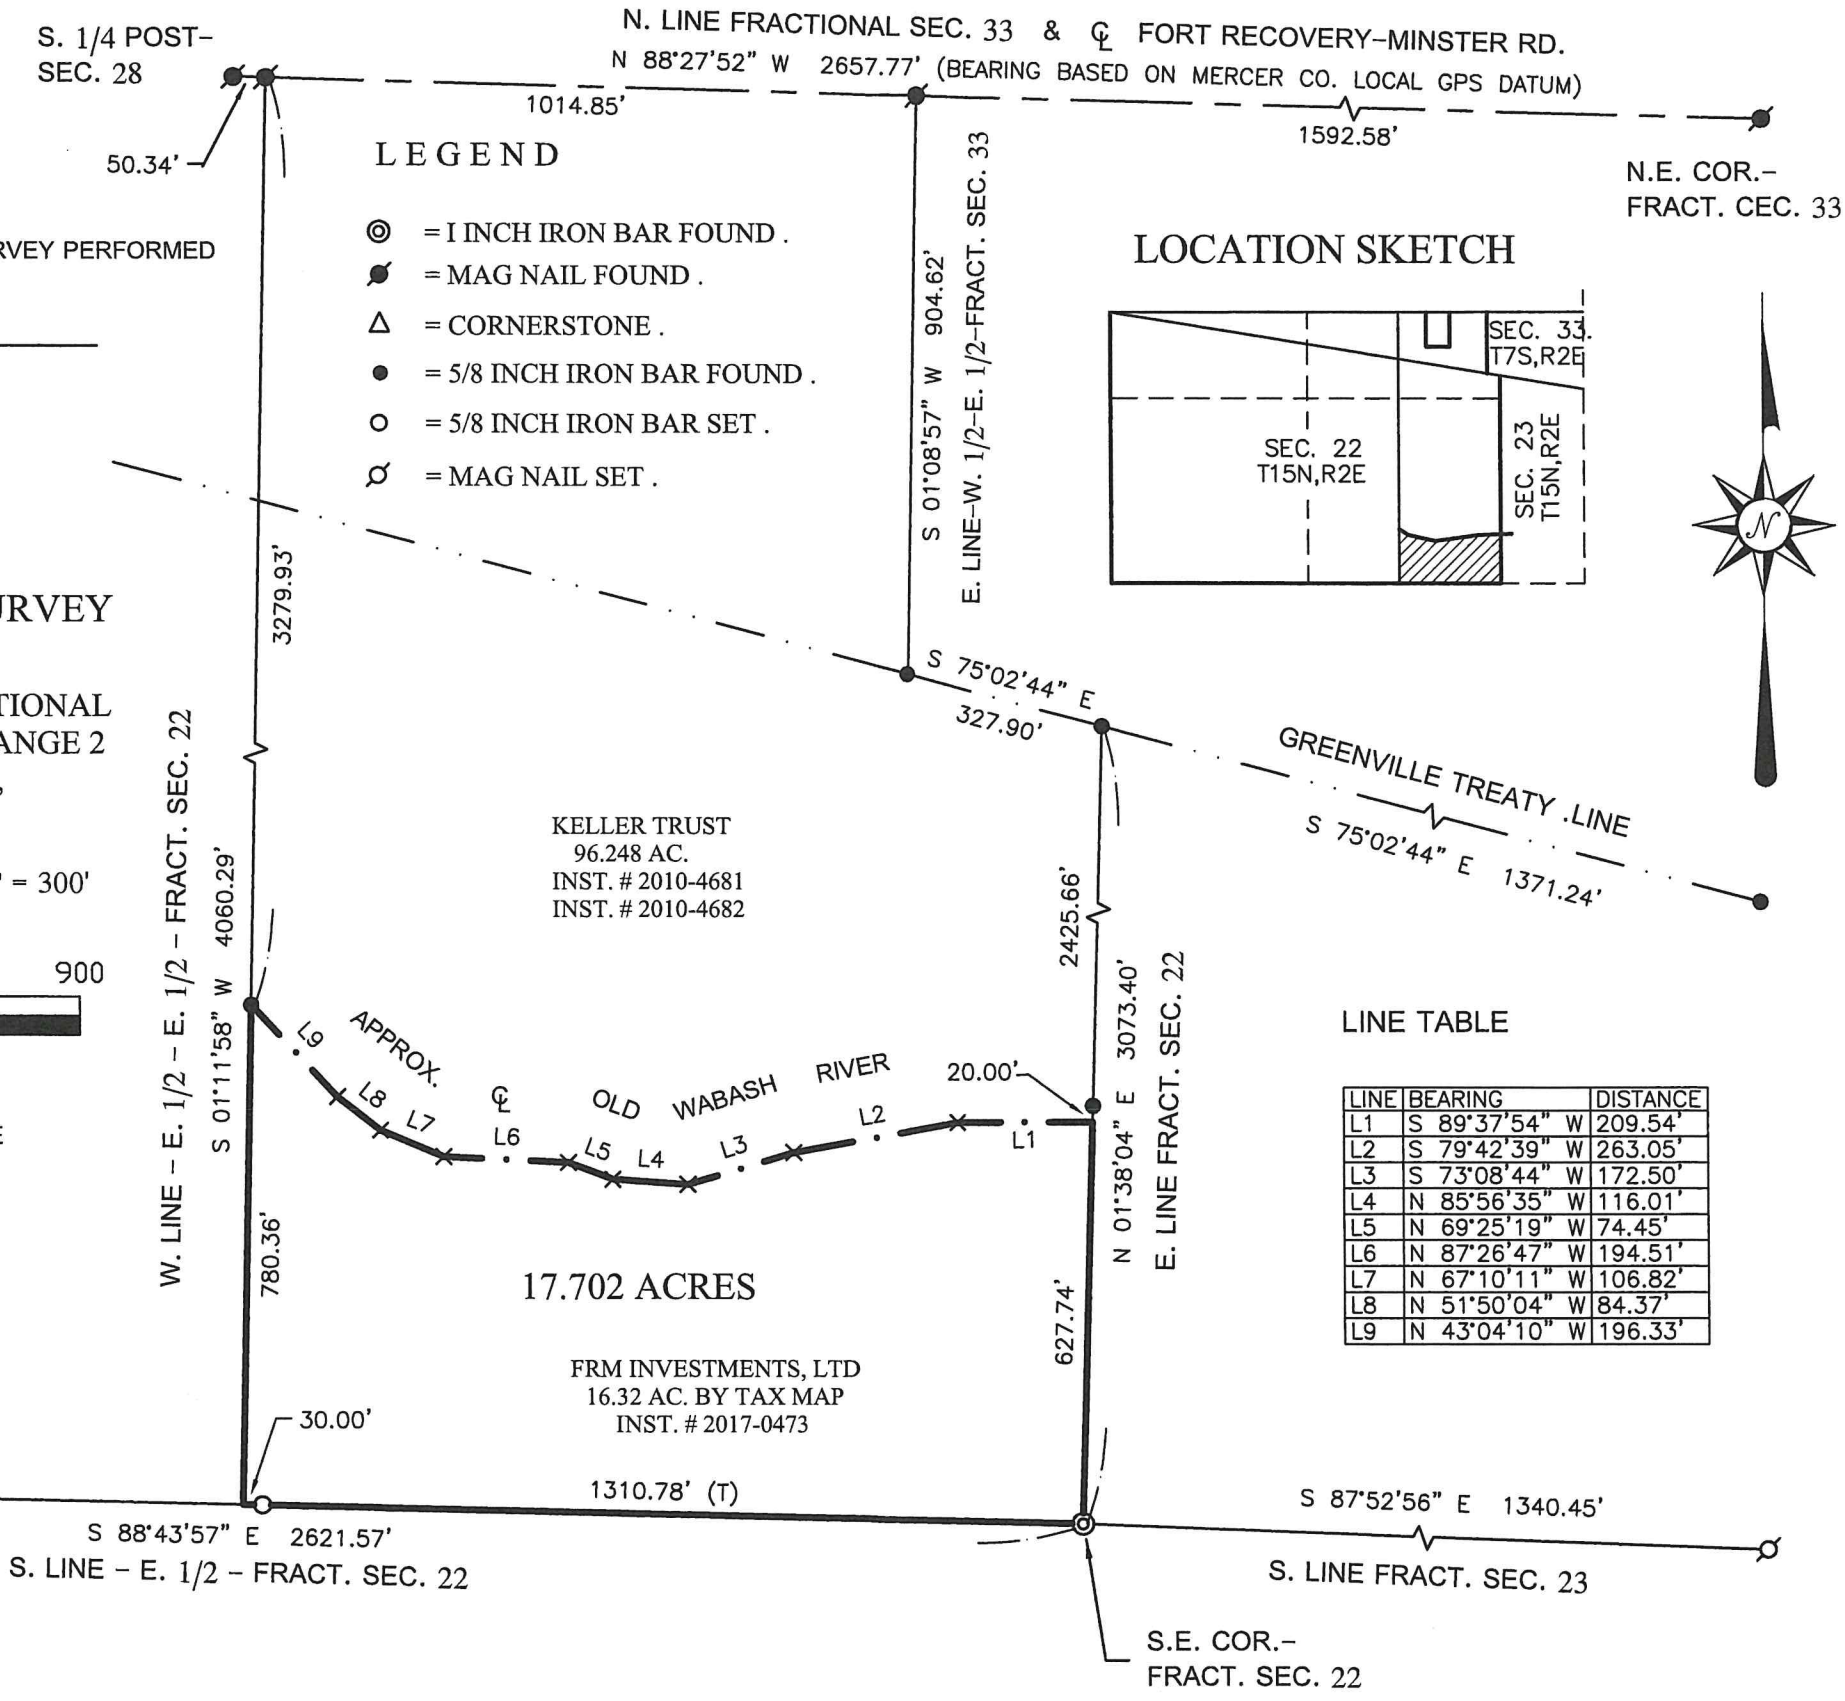 S. 1/4 POST-
SEC. 28
N. LINE FRACTIONAL SEC. 33 & ℄ FORT RECOVERY-MINSTER RD.
N 88°27'52" W 2657.77' (BEARING BASED ON MERCER CO. LOCAL GPS DATUM)
1014.85'
1592.58'
50.34'
N.E. COR.-
FRACT. CEC. 33
RVEY PERFORMED
LEGEND
= I INCH IRON BAR FOUND .
= MAG NAIL FOUND .
= CORNERSTONE .
= 5/8 INCH IRON BAR FOUND .
= 5/8 INCH IRON BAR SET .
= MAG NAIL SET .
S 01°08'57" W 904.62'
E. LINE-W. 1/2-E. 1/2-FRACT. SEC. 33
LOCATION SKETCH
SEC. 33.
T7S,R2E
SEC. 22
T15N,R2E
SEC. 23
T15N,R2E
N
3279.93'
URVEY
TIONAL
ANGE 2
,
' = 300'
900
E
W. LINE - E. 1/2 - E. 1/2 - FRACT. SEC. 22
S 01°11'58" W 4060.29'
S 75°02'44" E
327.90'
GREENVILLE TREATY .LINE
S 75°02'44" E 1371.24'
KELLER TRUST
96.248 AC.
INST. # 2010-4681
INST. # 2010-4682
2425.66'
N 01°38'04" E 3073.40'
E. LINE FRACT. SEC. 22
APPROX. ℄ OLD WABASH RIVER
20.00'
L9
L8
L7
L6
L5
L4
L3
L2
L1
LINE TABLE
LINE BEARING DISTANCE
L1 S 89°37'54" W 209.54'
L2 S 79°42'39" W 263.05'
L3 S 73°08'44" W 172.50'
L4 N 85°56'35" W 116.01'
L5 N 69°25'19" W 74.45'
L6 N 87°26'47" W 194.51'
L7 N 67°10'11" W 106.82'
L8 N 51°50'04" W 84.37'
L9 N 43°04'10" W 196.33'
780.36'
17.702 ACRES
627.74'
FRM INVESTMENTS, LTD
16.32 AC. BY TAX MAP
INST. # 2017-0473
30.00'
1310.78' (T)
S 88°43'57" E 2621.57'
S. LINE - E. 1/2 - FRACT. SEC. 22
S 87°52'56" E 1340.45'
S. LINE FRACT. SEC. 23
S.E. COR.-
FRACT. SEC. 22